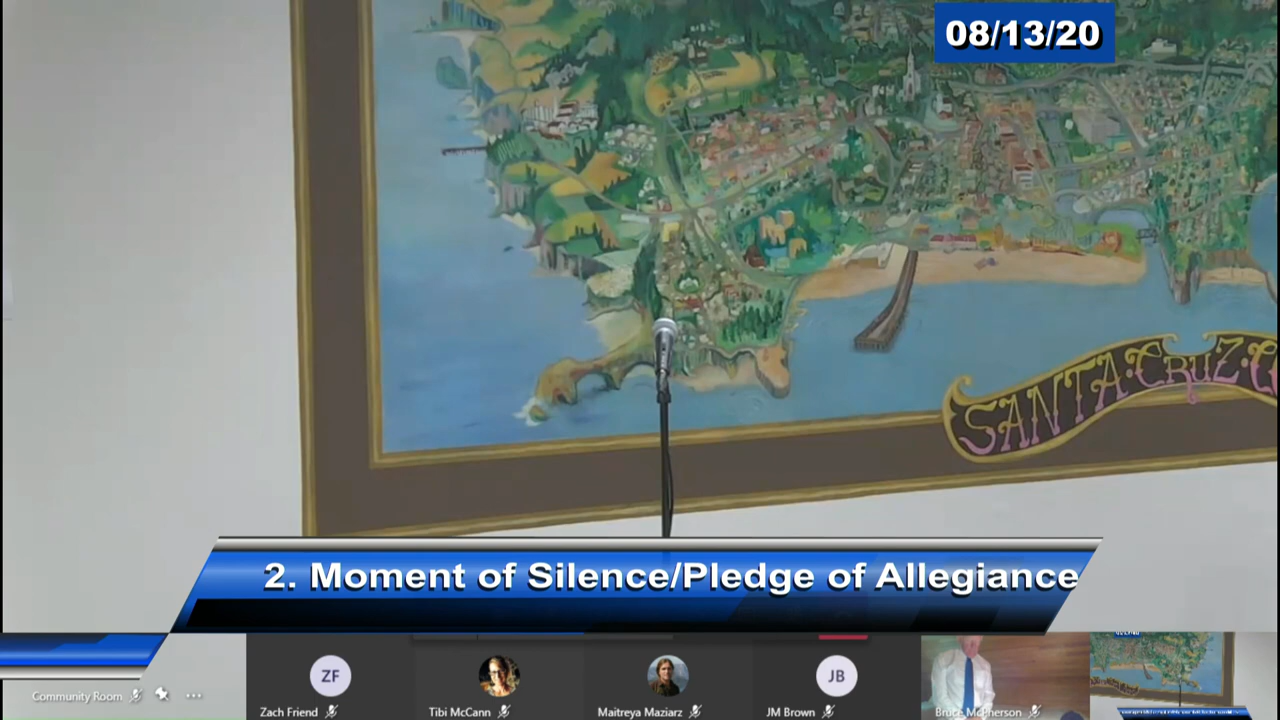 08/13/20
SANTA·CRUZ·C
2. Moment of Silence/Pledge of Allegiance
Community Room
ZF
Zach Friend
Tibi McCann
Maitreya Maziarz
JB
JM Brown
Bruce McPherson